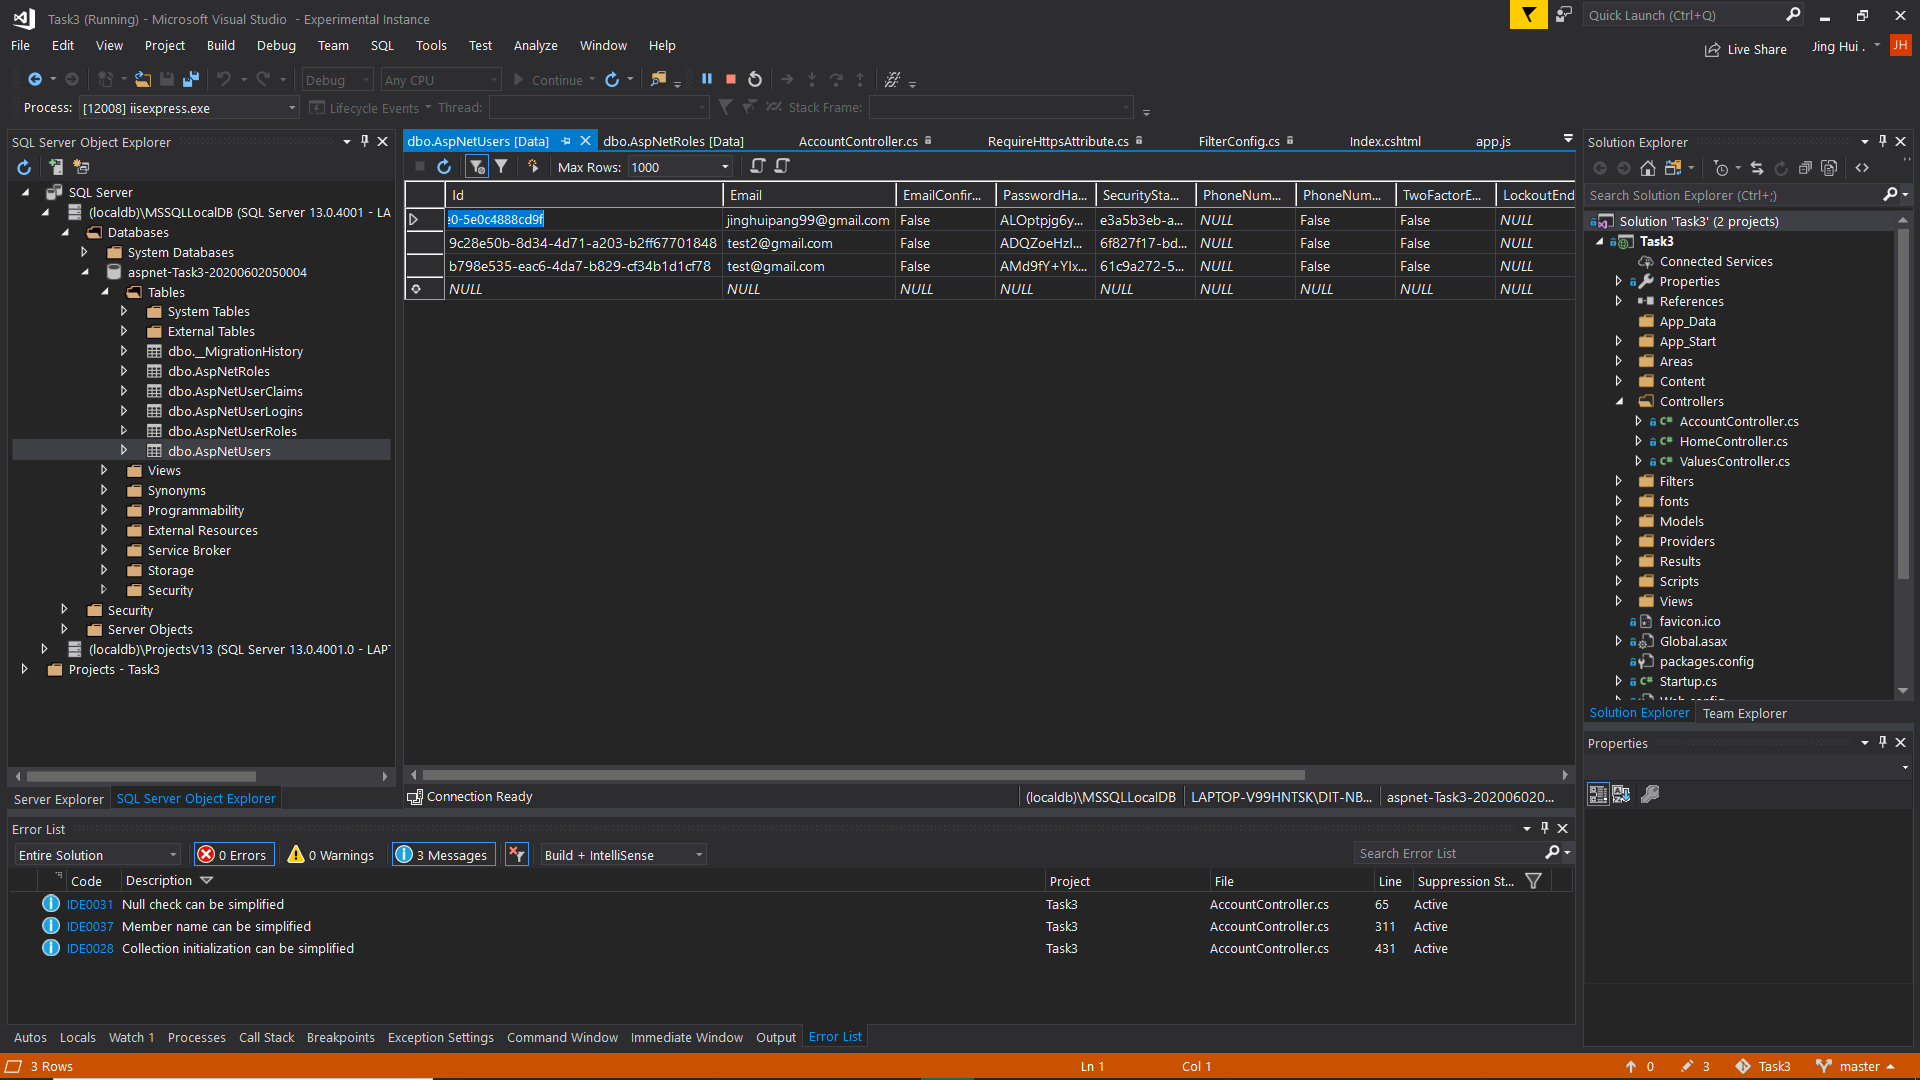 Task3 (Running) - Microsoft Visual Studio - Experimental Instance
Quick Launch (Ctrl+Q)
File Edit View Project Build Debug Team SQL Tools Test Analyze Window Help
Live Share
Jing Hui . JH
Debug Any CPU Continue
Process: [12008] iisexpress.exe Lifecycle Events Thread: Stack Frame:
SQL Server Object Explorer
SQL Server
(localdb)\MSSQLLocalDB (SQL Server 13.0.4001 - LA
Databases
System Databases
aspnet-Task3-20200602050004
Tables
System Tables
External Tables
dbo.__MigrationHistory
dbo.AspNetRoles
dbo.AspNetUserClaims
dbo.AspNetUserLogins
dbo.AspNetUserRoles
dbo.AspNetUsers
Views
Synonyms
Programmability
External Resources
Service Broker
Storage
Security
Security
Server Objects
(localdb)\ProjectsV13 (SQL Server 13.0.4001.0 - LAP
Projects - Task3
Server Explorer SQL Server Object Explorer
dbo.AspNetUsers [Data] dbo.AspNetRoles [Data] AccountController.cs RequireHttpsAttribute.cs FilterConfig.cs Index.cshtml app.js
Max Rows: 1000
Id Email EmailConfir... PasswordHa... SecuritySta... PhoneNum... PhoneNum... TwoFactorE... LockoutEnd
:0-5e0c4888cd9f jinghuipang99@gmail.com False ALOptpjg6y... e3a5b3eb-a... NULL False False NULL
9c28e50b-8d34-4d71-a203-b2ff67701848 test2@gmail.com False ADQZoeHzI... 6f827f17-bd... NULL False False NULL
b798e535-eac6-4da7-b829-cf34b1d1cf78 test@gmail.com False AMd9fY+YIx... 61c9a272-5... NULL False False NULL
NULL NULL NULL NULL NULL NULL NULL NULL NULL
Connection Ready (localdb)\MSSQLLocalDB LAPTOP-V99HNTSK\DIT-NB... aspnet-Task3-202006020...
Solution Explorer
Search Solution Explorer (Ctrl+;)
Solution 'Task3' (2 projects)
Task3
Connected Services
Properties
References
App_Data
App_Start
Areas
Content
Controllers
AccountController.cs
HomeController.cs
ValuesController.cs
Filters
fonts
Models
Providers
Results
Scripts
Views
favicon.ico
Global.asax
packages.config
Startup.cs
Web.config
Solution Explorer Team Explorer
Properties
Error List
Entire Solution 0 Errors 0 Warnings 3 Messages Build + IntelliSense Search Error List
Code Description Project File Line Suppression St...
IDE0031 Null check can be simplified Task3 AccountController.cs 65 Active
IDE0037 Member name can be simplified Task3 AccountController.cs 311 Active
IDE0028 Collection initialization can be simplified Task3 AccountController.cs 431 Active
Autos Locals Watch 1 Processes Call Stack Breakpoints Exception Settings Command Window Immediate Window Output Error List
3 Rows Ln 1 Col 1 0 3 Task3 master